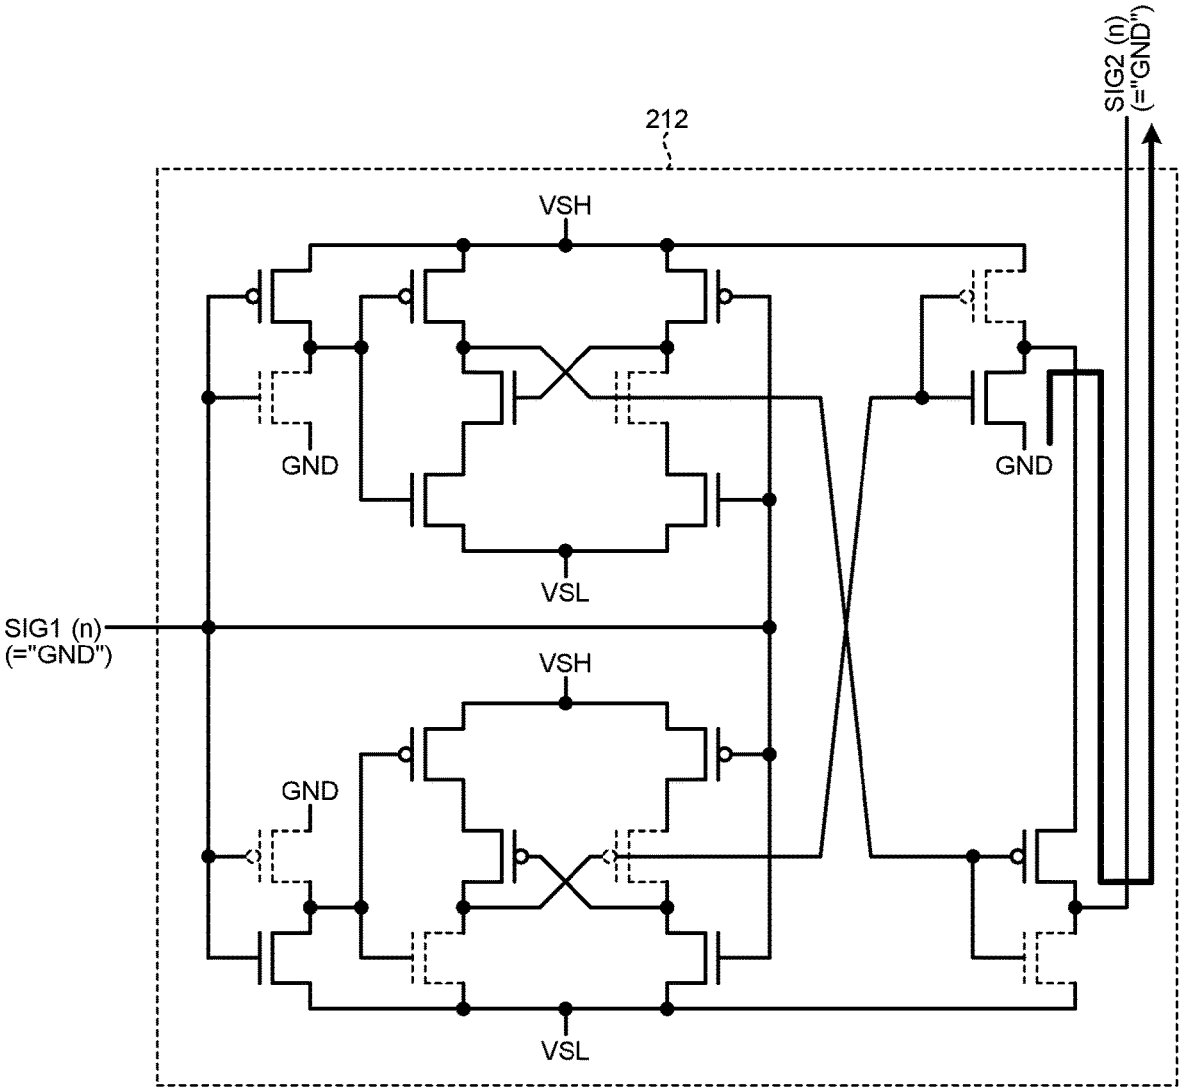 SIG2 (n)
(="GND")
212
VSH
GND
GND
VSL
SIG1 (n)
(="GND")
VSH
GND
VSL